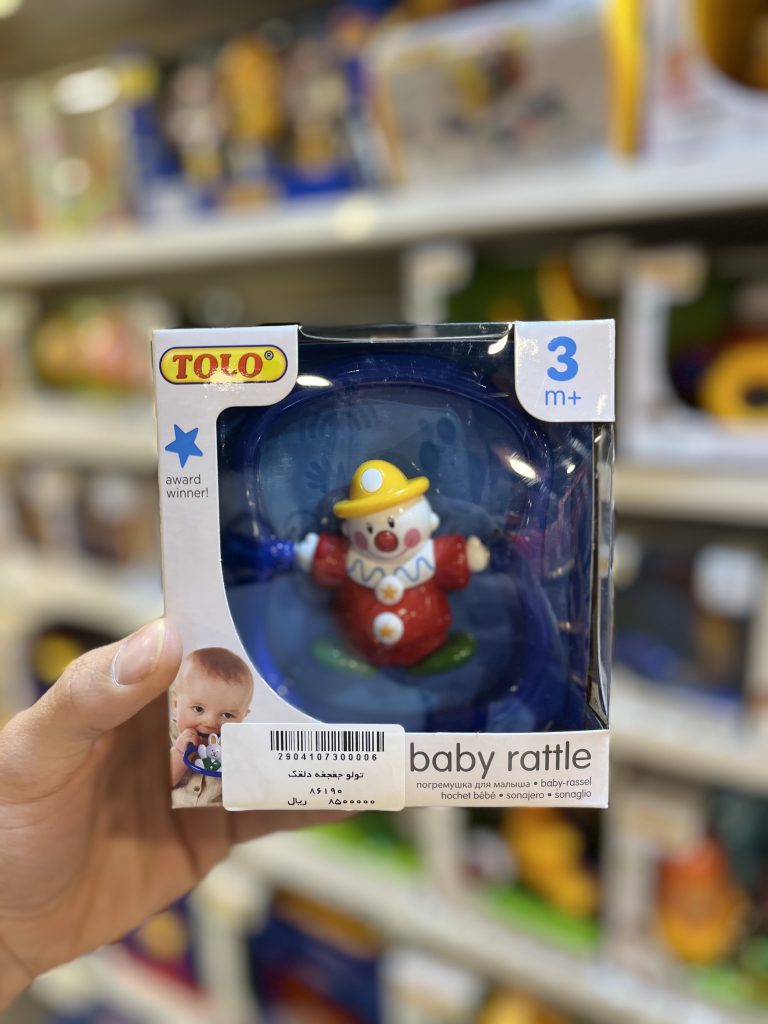 TOLO®
3
m+
award
winner!
2904107300006
تولو جغجغه دلقک
۸۶۱۹۰
۸۵۰۰۰۰۰ ریال
baby rattle
погремушка для малыша • baby-rassel
hochet bébé • sonajero • sonaglio